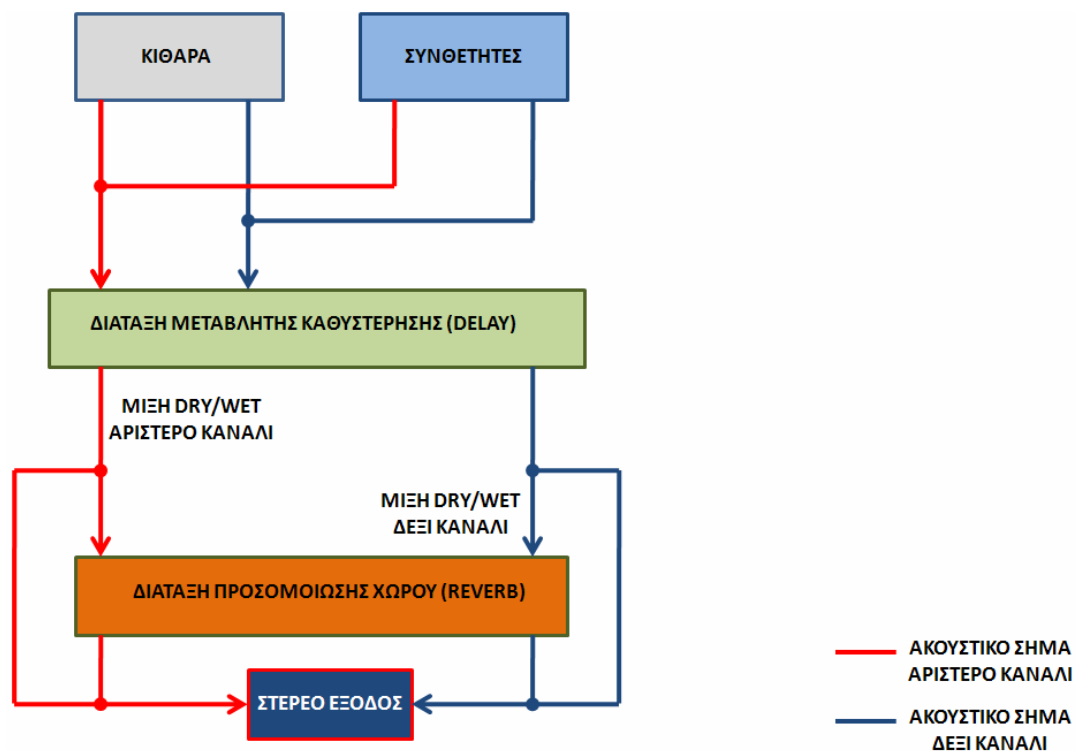 ΚΙΘΑΡΑ
ΣΥΝΘΕΤΗΤΕΣ
ΔΙΑΤΑΞΗ ΜΕΤΑΒΛΗΤΗΣ ΚΑΘΥΣΤΕΡΗΣΗΣ (DELAY)
ΜΙΞΗ DRY/WET
ΑΡΙΣΤΕΡΟ ΚΑΝΑΛΙ
ΜΙΞΗ DRY/WET
ΔΕΞΙ ΚΑΝΑΛΙ
ΔΙΑΤΑΞΗ ΠΡΟΣΟΜΟΙΩΣΗΣ ΧΩΡΟΥ (REVERB)
ΣΤΕΡΕΟ ΕΞΟΔΟΣ
ΑΚΟΥΣΤΙΚΟ ΣΗΜΑ
ΑΡΙΣΤΕΡΟ ΚΑΝΑΛΙ
ΑΚΟΥΣΤΙΚΟ ΣΗΜΑ
ΔΕΞΙ ΚΑΝΑΛΙ